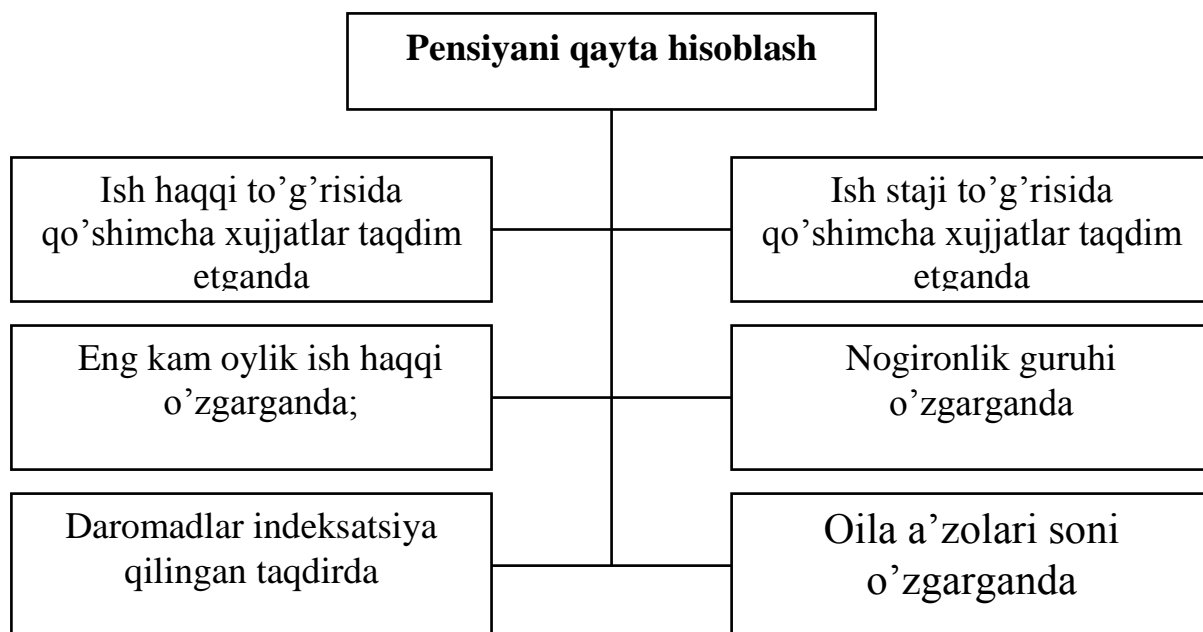 Pensiyani qayta hisoblash
Ish haqqi to’g’risida
qo’shimcha xujjatlar taqdim
etganda
Ish staji to’g’risida
qo’shimcha xujjatlar taqdim
etganda
Eng kam oylik ish haqqi
o’zgarganda;
Nogironlik guruhi
o’zgarganda
Daromadlar indeksatsiya
qilingan taqdirda
Oila a’zolari soni
o’zgarganda